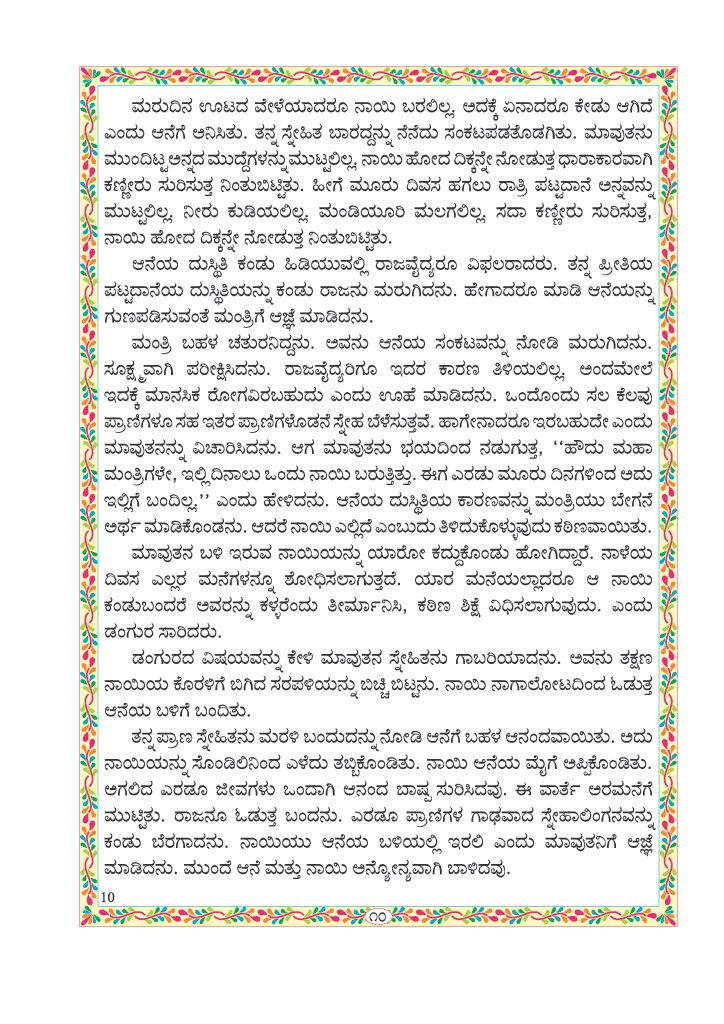 ಮರುದಿನ ಊಟದ ವೇಳೆಯಾದರೂ ನಾಯಿ ಬರಲಿಲ್ಲ. ಅದಕ್ಕೆ ಏನಾದರೂ ಕೇಡು ಆಗಿದೆ
ಎಂದು ಆನೆಗೆ ಅನಿಸಿತು. ತನ್ನ ಸ್ನೇಹಿತ ಬಾರದ್ದನ್ನು ನೆನೆದು ಸಂಕಟಪಡತೊಡಗಿತು. ಮಾವುತನು
ಮುಂದಿಟ್ಟ ಅನ್ನದ ಮುದ್ದೆಗಳನ್ನು ಮುಟ್ಟಲಿಲ್ಲ. ನಾಯಿ ಹೋದ ದಿಕ್ಕನ್ನೇ ನೋಡುತ್ತ ಧಾರಾಕಾರವಾಗಿ
ಕಣ್ಣೀರು ಸುರಿಸುತ್ತ ನಿಂತುಬಿಟ್ಟಿತು. ಹೀಗೆ ಮೂರು ದಿವಸ ಹಗಲು ರಾತ್ರಿ ಪಟ್ಟದಾನೆ ಅನ್ನವನ್ನು
ಮುಟ್ಟಲಿಲ್ಲ. ನೀರು ಕುಡಿಯಲಿಲ್ಲ. ಮಂಡಿಯೂರಿ ಮಲಗಲಿಲ್ಲ. ಸದಾ ಕಣ್ಣೀರು ಸುರಿಸುತ್ತ,
ನಾಯಿ ಹೋದ ದಿಕ್ಕನ್ನೇ ನೋಡುತ್ತ ನಿಂತುಬಿಟ್ಟಿತು.
ಆನೆಯ ದುಸ್ಥಿತಿ ಕಂಡು ಹಿಡಿಯುವಲ್ಲಿ ರಾಜವೈದ್ಯರೂ ವಿಫಲರಾದರು. ತನ್ನ ಪ್ರೀತಿಯ
ಪಟ್ಟದಾನೆಯ ದುಸ್ಥಿತಿಯನ್ನು ಕಂಡು ರಾಜನು ಮರುಗಿದನು. ಹೇಗಾದರೂ ಮಾಡಿ ಆನೆಯನ್ನು
ಗುಣಪಡಿಸುವಂತೆ ಮಂತ್ರಿಗೆ ಆಜ್ಞೆ ಮಾಡಿದನು.
ಮಂತ್ರಿ ಬಹಳ ಚತುರನಿದ್ದನು. ಅವನು ಆನೆಯ ಸಂಕಟವನ್ನು ನೋಡಿ ಮರುಗಿದನು.
ಸೂಕ್ಷ್ಮವಾಗಿ ಪರೀಕ್ಷಿಸಿದನು. ರಾಜವೈದ್ಯರಿಗೂ ಇದರ ಕಾರಣ ತಿಳಿಯಲಿಲ್ಲ. ಅಂದಮೇಲೆ
ಇದಕ್ಕೆ ಮಾನಸಿಕ ರೋಗವಿರಬಹುದು ಎಂದು ಊಹೆ ಮಾಡಿದನು. ಒಂದೊಂದು ಸಲ ಕೆಲವು
ಪ್ರಾಣಿಗಳೂ ಸಹ ಇತರ ಪ್ರಾಣಿಗಳೊಡನೆ ಸ್ನೇಹ ಬೆಳೆಸುತ್ತವೆ. ಹಾಗೇನಾದರೂ ಇರಬಹುದೇ ಎಂದು
ಮಾವುತನನ್ನು ವಿಚಾರಿಸಿದನು. ಆಗ ಮಾವುತನು ಭಯದಿಂದ ನಡುಗುತ್ತ, ‘‘ಹೌದು ಮಹಾ
ಮಂತ್ರಿಗಳೇ, ಇಲ್ಲಿ ದಿನಾಲು ಒಂದು ನಾಯಿ ಬರುತ್ತಿತ್ತು. ಈಗ ಎರಡು ಮೂರು ದಿನಗಳಿಂದ ಅದು
ಇಲ್ಲಿಗೆ ಬಂದಿಲ್ಲ.’’ ಎಂದು ಹೇಳಿದನು. ಆನೆಯ ದುಸ್ಥಿತಿಯ ಕಾರಣವನ್ನು ಮಂತ್ರಿಯು ಬೇಗನೆ
ಅರ್ಥ ಮಾಡಿಕೊಂಡನು. ಆದರೆ ನಾಯಿ ಎಲ್ಲಿದೆ ಎಂಬುದು ತಿಳಿದುಕೊಳ್ಳುವುದು ಕಠಿಣವಾಯಿತು.
ಮಾವುತನ ಬಳಿ ಇರುವ ನಾಯಿಯನ್ನು ಯಾರೋ ಕದ್ದುಕೊಂಡು ಹೋಗಿದ್ದಾರೆ. ನಾಳೆಯ
ದಿವಸ ಎಲ್ಲರ ಮನೆಗಳನ್ನೂ ಶೋಧಿಸಲಾಗುತ್ತದೆ. ಯಾರ ಮನೆಯಲ್ಲಾದರೂ ಆ ನಾಯಿ
ಕಂಡುಬಂದರೆ ಅವರನ್ನು ಕಳ್ಳರೆಂದು ತೀರ್ಮಾನಿಸಿ, ಕಠಿಣ ಶಿಕ್ಷೆ ವಿಧಿಸಲಾಗುವುದು. ಎಂದು
ಡಂಗುರ ಸಾರಿದರು.
ಡಂಗುರದ ವಿಷಯವನ್ನು ಕೇಳಿ ಮಾವುತನ ಸ್ನೇಹಿತನು ಗಾಬರಿಯಾದನು. ಅವನು ತಕ್ಷಣ
ನಾಯಿಯ ಕೊರಳಿಗೆ ಬಿಗಿದ ಸರಪಳಿಯನ್ನು ಬಿಚ್ಚಿ ಬಿಟ್ಟನು. ನಾಯಿ ನಾಗಾಲೋಟದಿಂದ ಓಡುತ್ತ
ಆನೆಯ ಬಳಿಗೆ ಬಂದಿತು.
ತನ್ನ ಪ್ರಾಣ ಸ್ನೇಹಿತನು ಮರಳಿ ಬಂದುದನ್ನು ನೋಡಿ ಆನೆಗೆ ಬಹಳ ಆನಂದವಾಯಿತು. ಅದು
ನಾಯಿಯನ್ನು ಸೊಂಡಿಲಿನಿಂದ ಎಳೆದು ತಬ್ಬಿಕೊಂಡಿತು. ನಾಯಿ ಆನೆಯ ಮೈಗೆ ಅಪ್ಪಿಕೊಂಡಿತು.
ಅಗಲಿದ ಎರಡೂ ಜೀವಗಳು ಒಂದಾಗಿ ಆನಂದ ಬಾಷ್ಪ ಸುರಿಸಿದವು. ಈ ವಾರ್ತೆ ಅರಮನೆಗೆ
ಮುಟ್ಟಿತು. ರಾಜನೂ ಓಡುತ್ತ ಬಂದನು. ಎರಡೂ ಪ್ರಾಣಿಗಳ ಗಾಢವಾದ ಸ್ನೇಹಾಲಿಂಗನವನ್ನು
ಕಂಡು ಬೆರಗಾದನು. ನಾಯಿಯು ಆನೆಯ ಬಳಿಯಲ್ಲಿ ಇರಲಿ ಎಂದು ಮಾವುತನಿಗೆ ಆಜ್ಞೆ
ಮಾಡಿದನು. ಮುಂದೆ ಆನೆ ಮತ್ತು ನಾಯಿ ಅನ್ಯೋನ್ಯವಾಗಿ ಬಾಳಿದವು.
10
೧೦